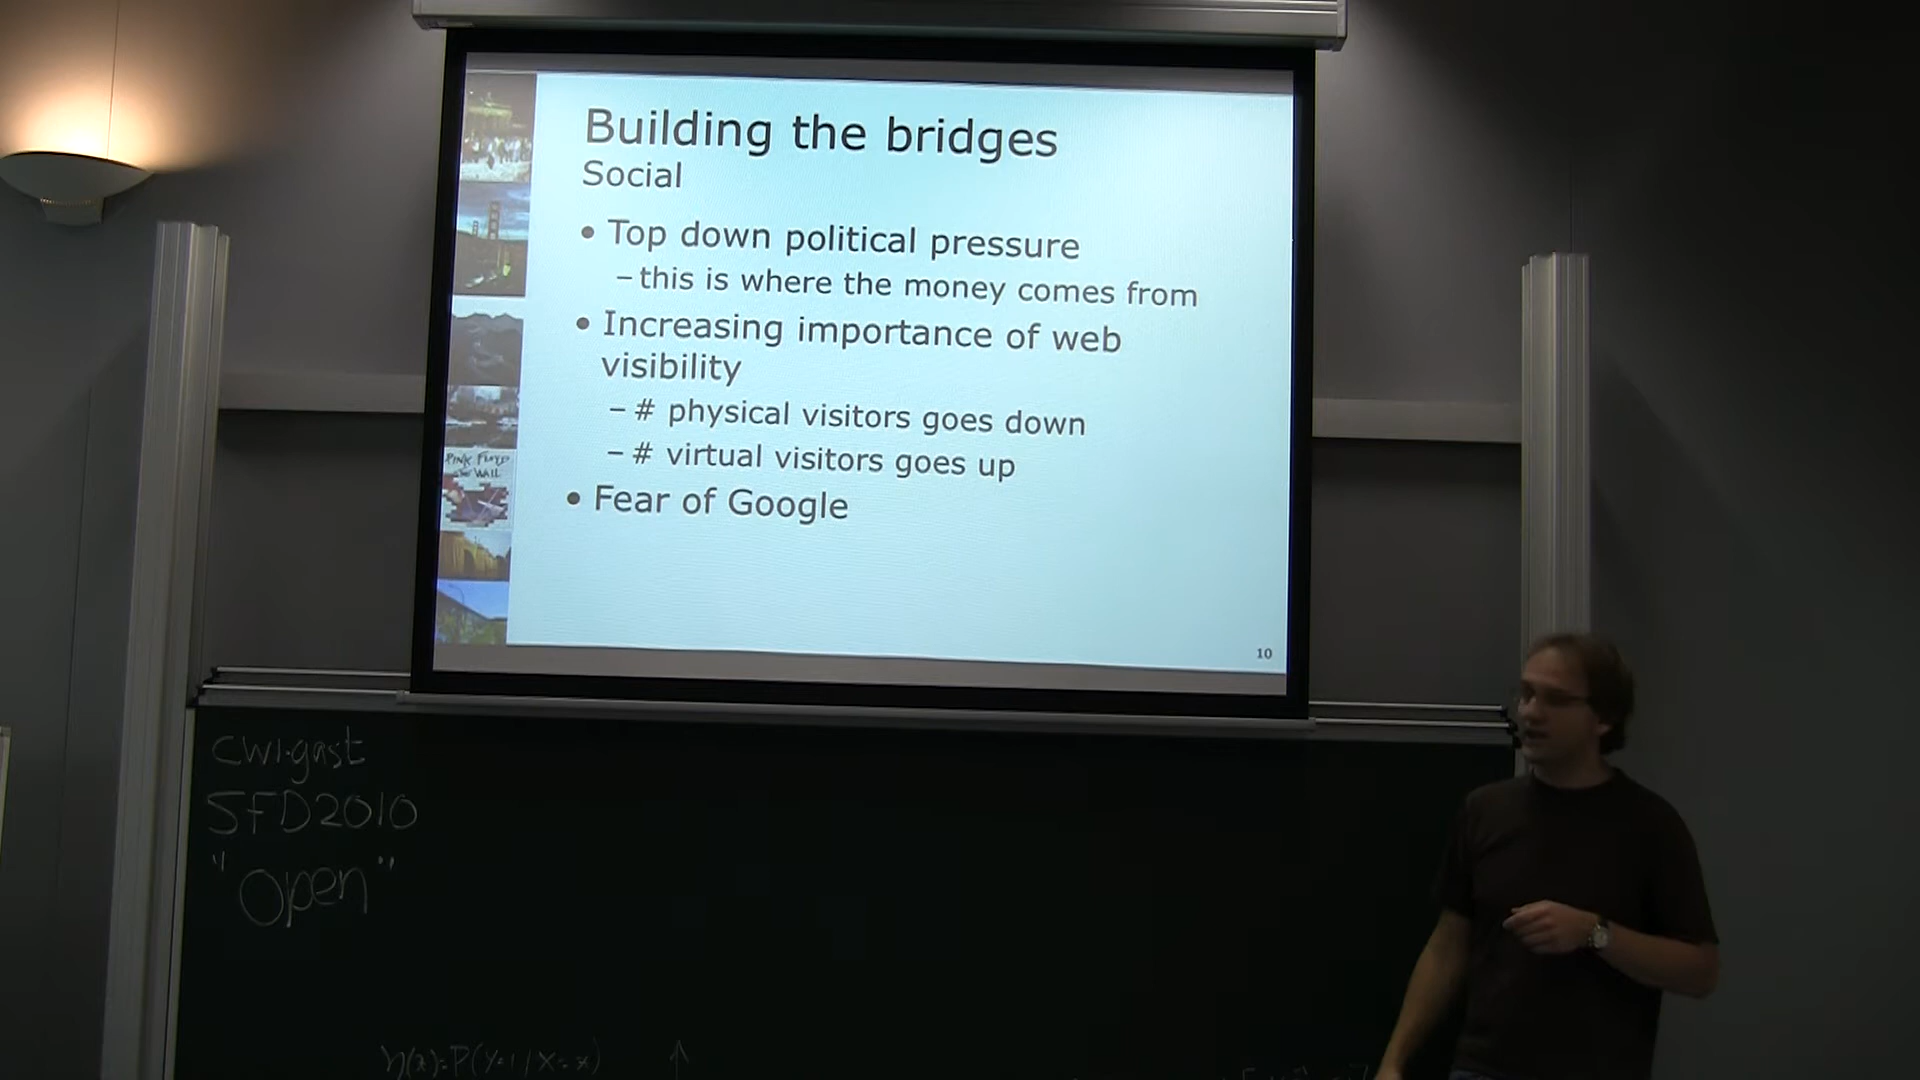 Building the bridges
Social
• Top down political pressure
– this is where the money comes from
• Increasing importance of web
visibility
– # physical visitors goes down
– # virtual visitors goes up
• Fear of Google
PINK FLOYD
THE WALL
10
cwi-gast
SFD2010
"Open"
η(x)=P(Y=1/X=x)